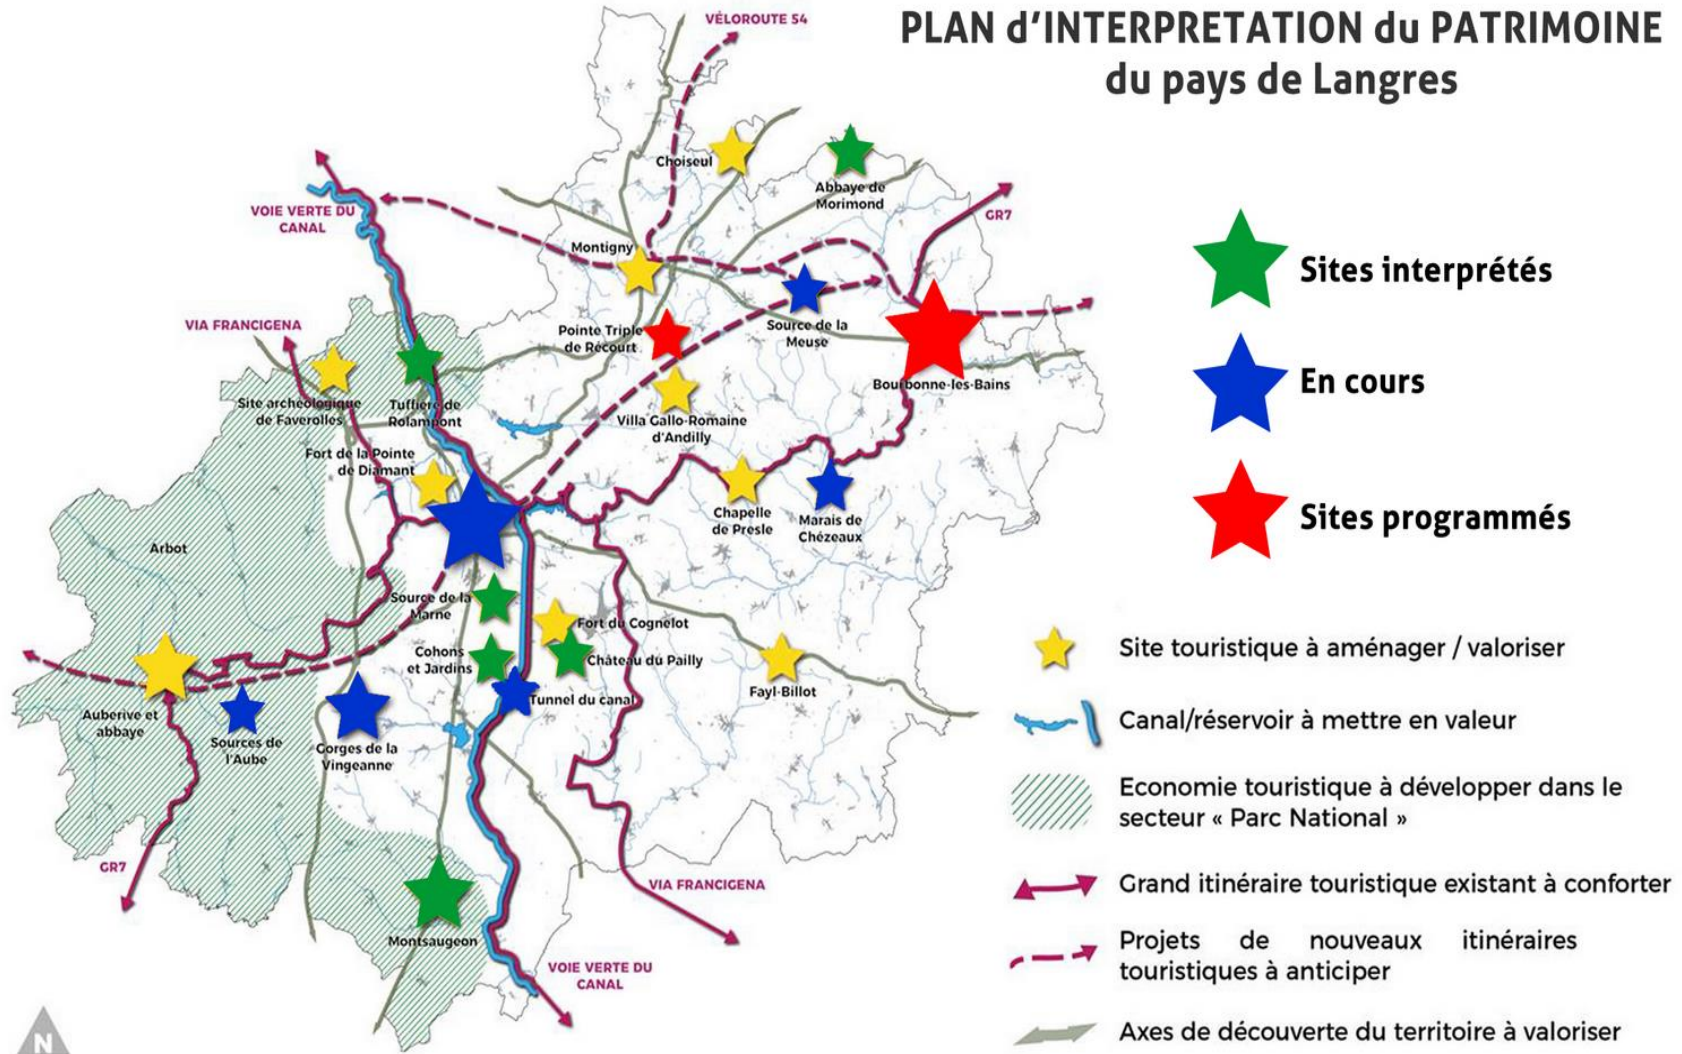 PLAN d'INTERPRETATION du PATRIMOINE
du pays de Langres
VÉLOROUTE 54
Choiseul
Abbaye de
Morimond
VOIE VERTE DU
CANAL
GR7
Montigny
Source de la
Meuse
VIA FRANCIGENA
Pointe Triple
de Récourt
Bourbonne-les-Bains
Site archéologique
de Faverolles
Tuffière de
Rolampont
Villa Gallo-Romaine
d'Andilly
Fort de la Pointe
de Diamant
Chapelle
de Presle
Marais de
Chézeaux
Arbot
Source de la
Marne
Fort du Cognelot
Cohons
et Jardins
Château du Pailly
Fayl-Billot
Tunnel du canal
Auberive et
abbaye
Sources de
l'Aube
Gorges de la
Vingeanne
GR7
VIA FRANCIGENA
Montsaugeon
VOIE VERTE DU
CANAL
N
Sites interprétés
En cours
Sites programmés
Site touristique à aménager / valoriser
Canal/réservoir à mettre en valeur
Economie touristique à développer dans le
secteur « Parc National »
Grand itinéraire touristique existant à conforter
Projets de nouveaux itinéraires
touristiques à anticiper
Axes de découverte du territoire à valoriser